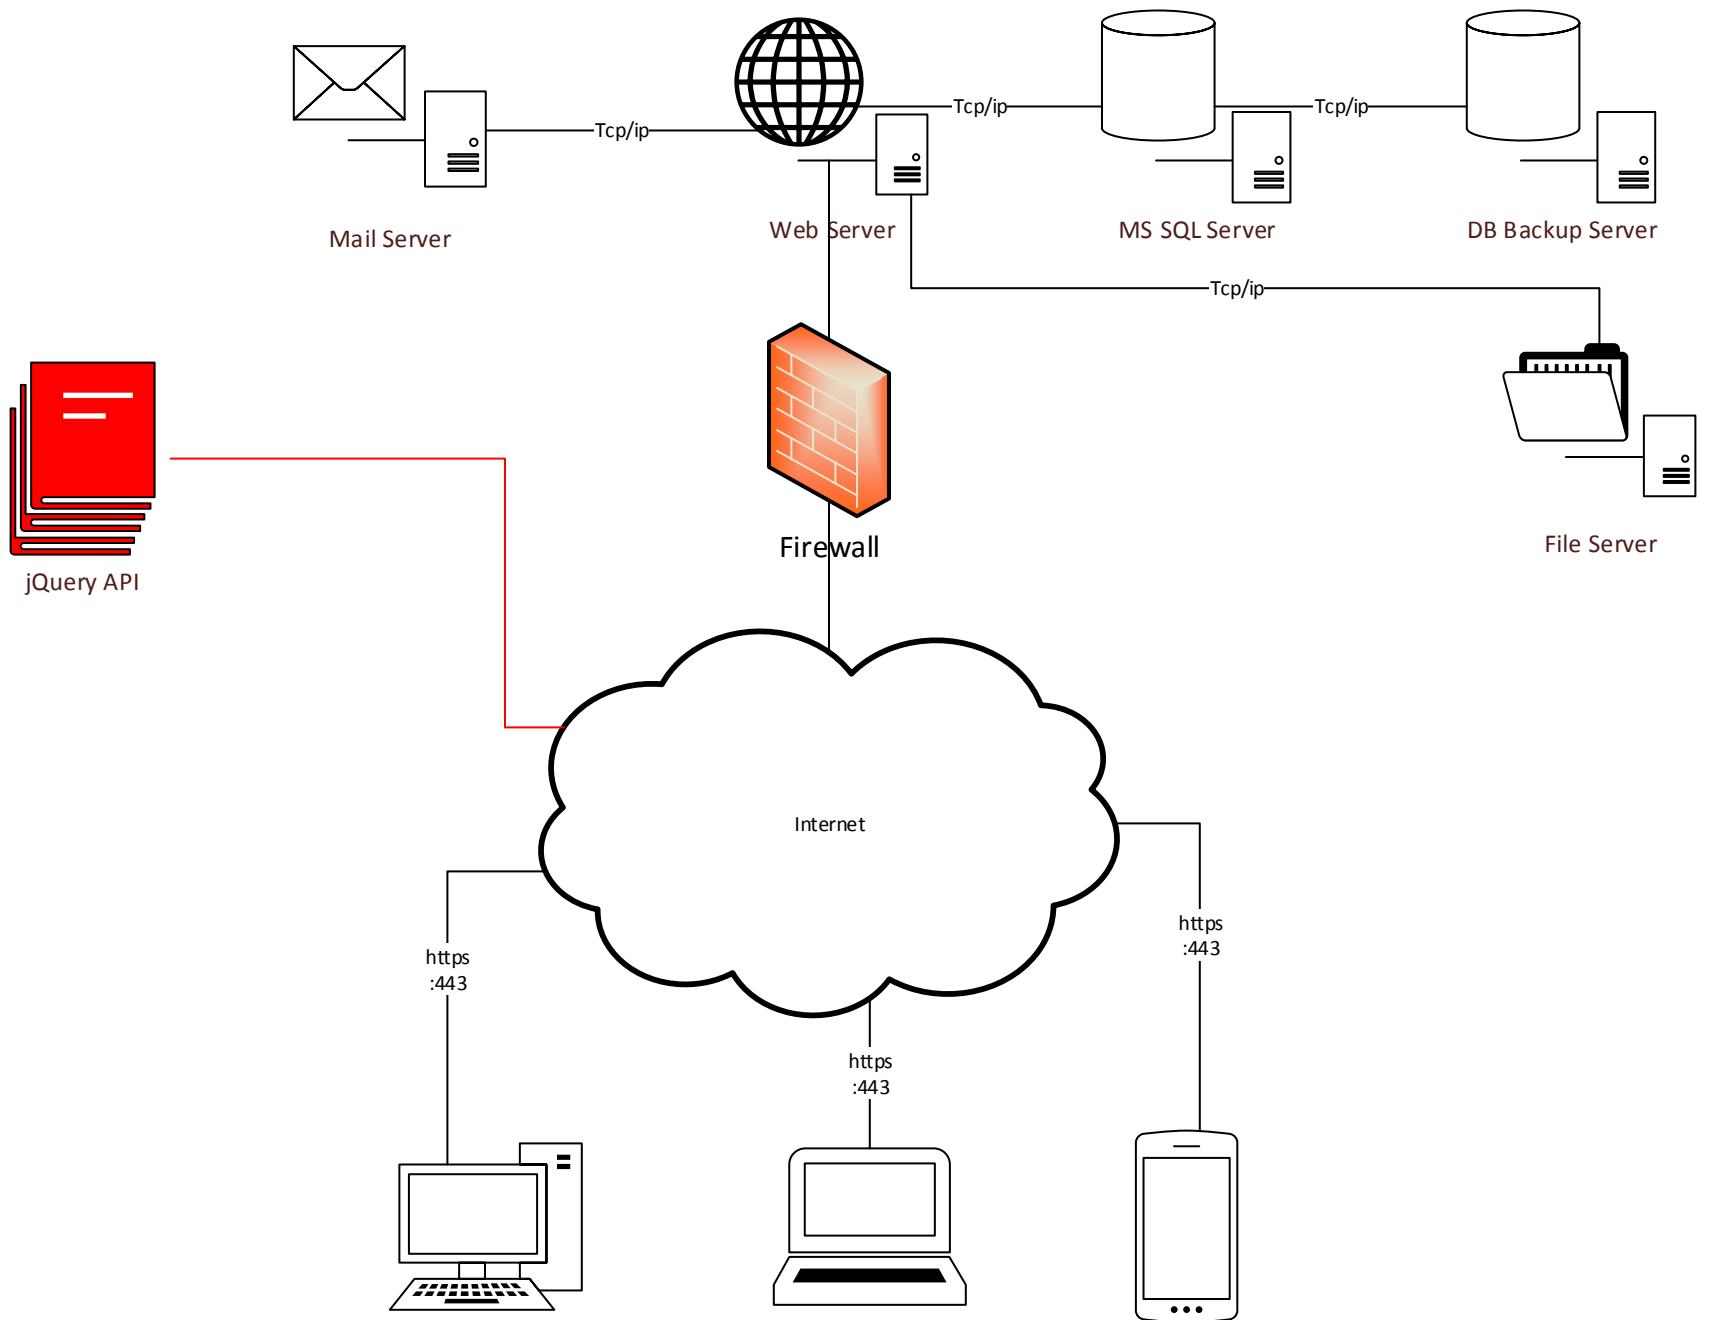 Tcp/ip
Tcp/ip
Tcp/ip
Mail Server
Web Server
MS SQL Server
DB Backup Server
Tcp/ip
Firewall
File Server
jQuery API
Internet
https
:443
https
:443
https
:443